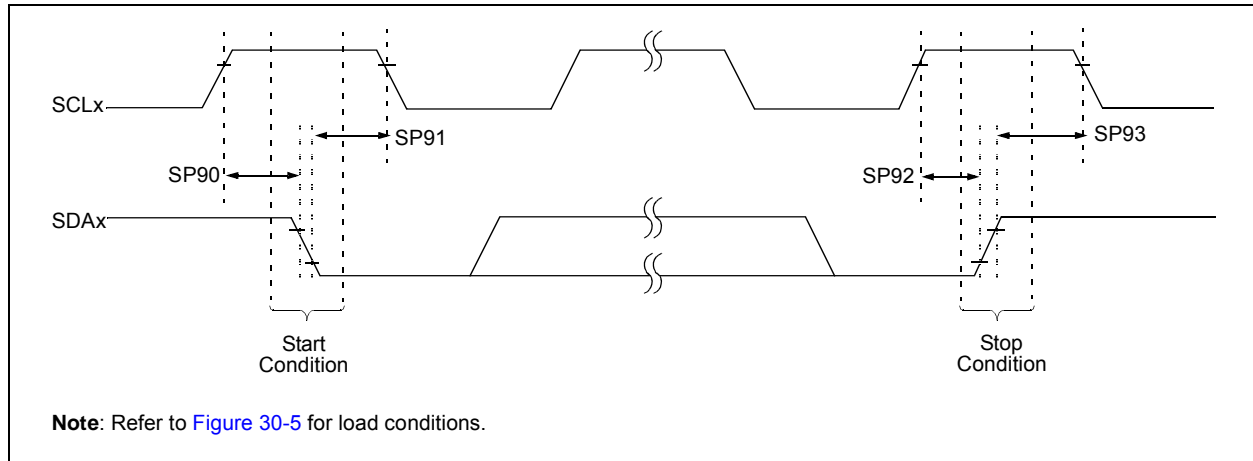 SCLx
SP91
SP93
SP90
SP92
SDAx
Start
Condition
Stop
Condition
Note: Refer to Figure 30-5 for load conditions.